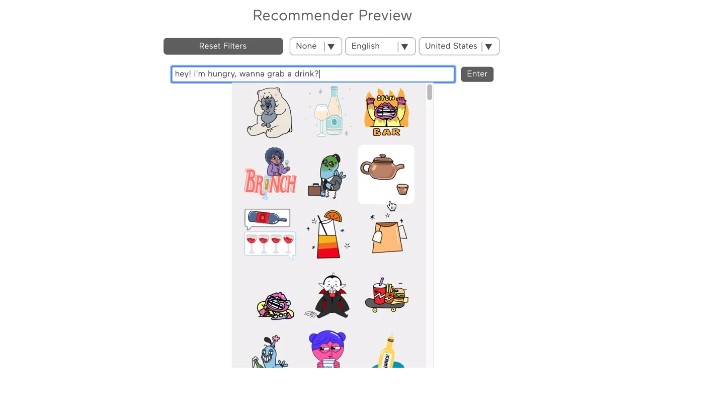 Recommender Preview
Reset Filters
None
English
United States
hey! i'm hungry, wanna grab a drink?
Enter
BAR
BRUNCH